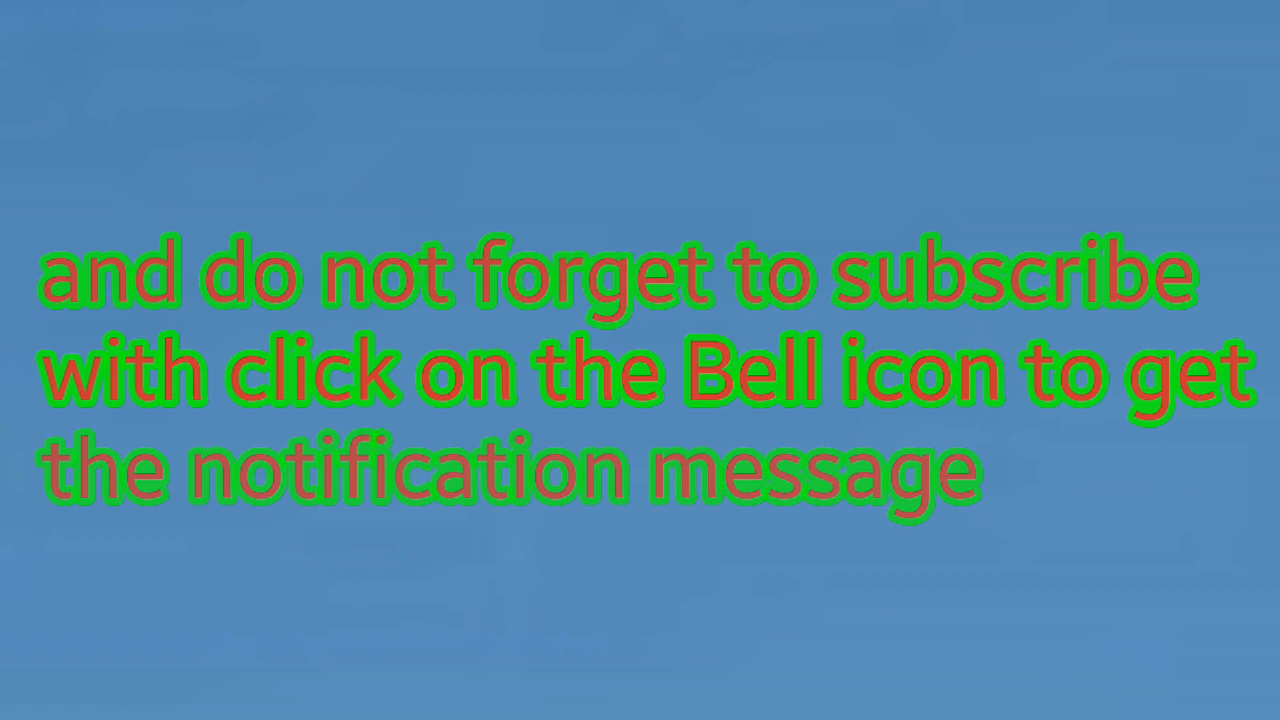 and do not forget to subscribe
with click on the Bell icon to get
the notification message